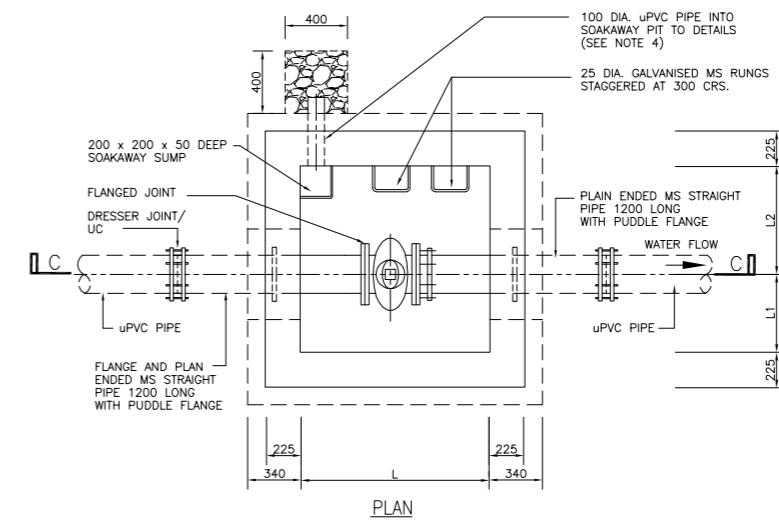 400
100 DIA. uPVC PIPE INTO
SOAKAWAY PIT TO DETAILS
(SEE NOTE 4)
400
25 DIA. GALVANISED MS RUNGS
STAGGERED AT 300 CRS.
200 x 200 x 50 DEEP
SOAKAWAY SUMP
225
FLANGED JOINT
PLAIN ENDED MS STRAIGHT
PIPE 1200 LONG
WITH PUDDLE FLANGE
DRESSER JOINT/
UC
L2
WATER FLOW
C
C
uPVC PIPE
uPVC PIPE
L1
FLANGE AND PLAN
ENDED MS STRAIGHT
PIPE 1200 LONG
WITH PUDDLE FLANGE
225
225
225
340
L
340
PLAN